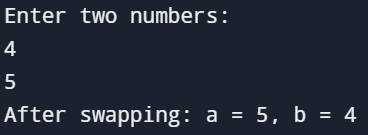 Enter two numbers:
4
5
After swapping: a = 5, b = 4